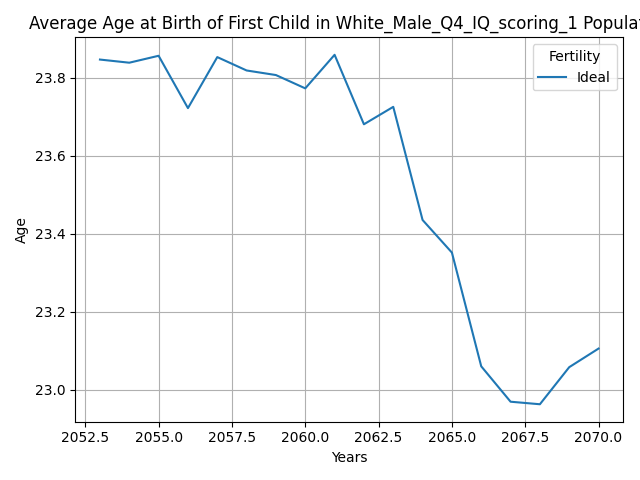 Average Age at Birth of First Child in White_Male_Q4_IQ_scoring_1
Fertility
Ideal
23.8
23.6
23.4
23.2
23.0
Age
2052.5 2055.0 2057.5 2060.0 2062.5 2065.0 2067.5 2070.0
Years